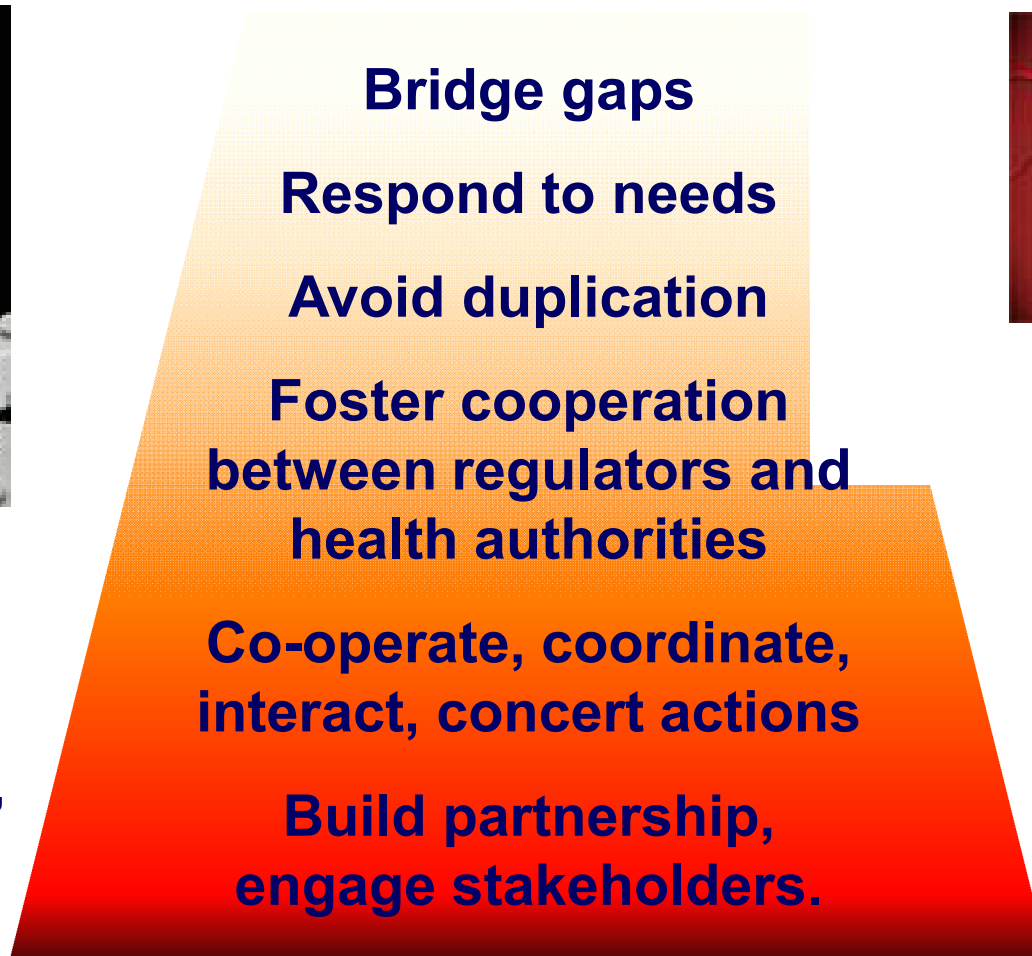 Bridge gaps
Respond to needs
Avoid duplication
Foster cooperation
between regulators and
health authorities
Co-operate, coordinate,
interact, concert actions
Build partnership,
engage stakeholders.